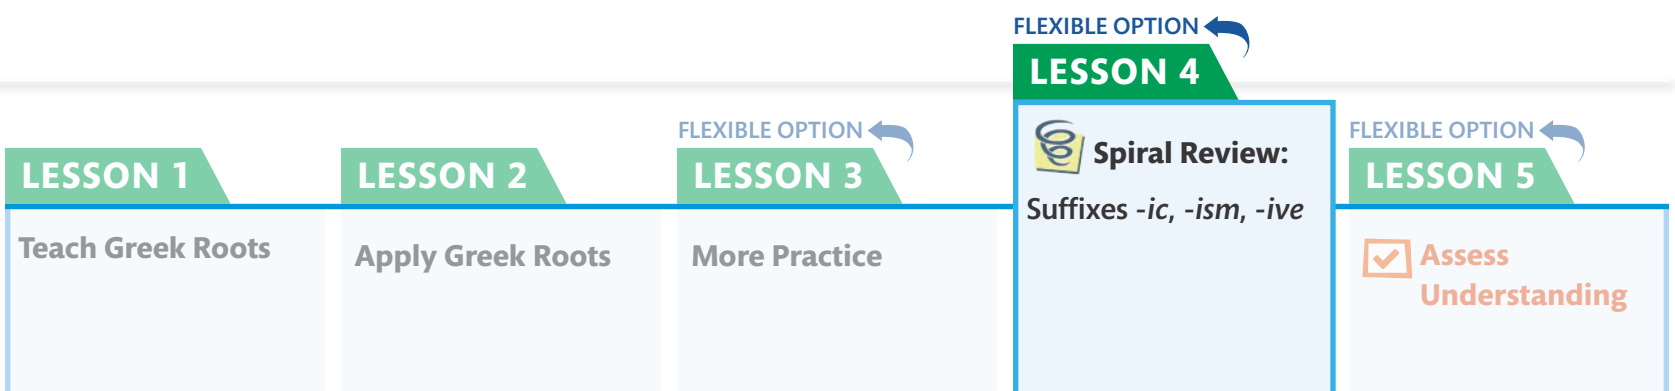 LESSON 1
Teach Greek Roots
LESSON 2
Apply Greek Roots
FLEXIBLE OPTION
LESSON 3
More Practice
FLEXIBLE OPTION
LESSON 4
Spiral Review:
Suffixes -ic, -ism, -ive
FLEXIBLE OPTION
LESSON 5
Assess
Understanding